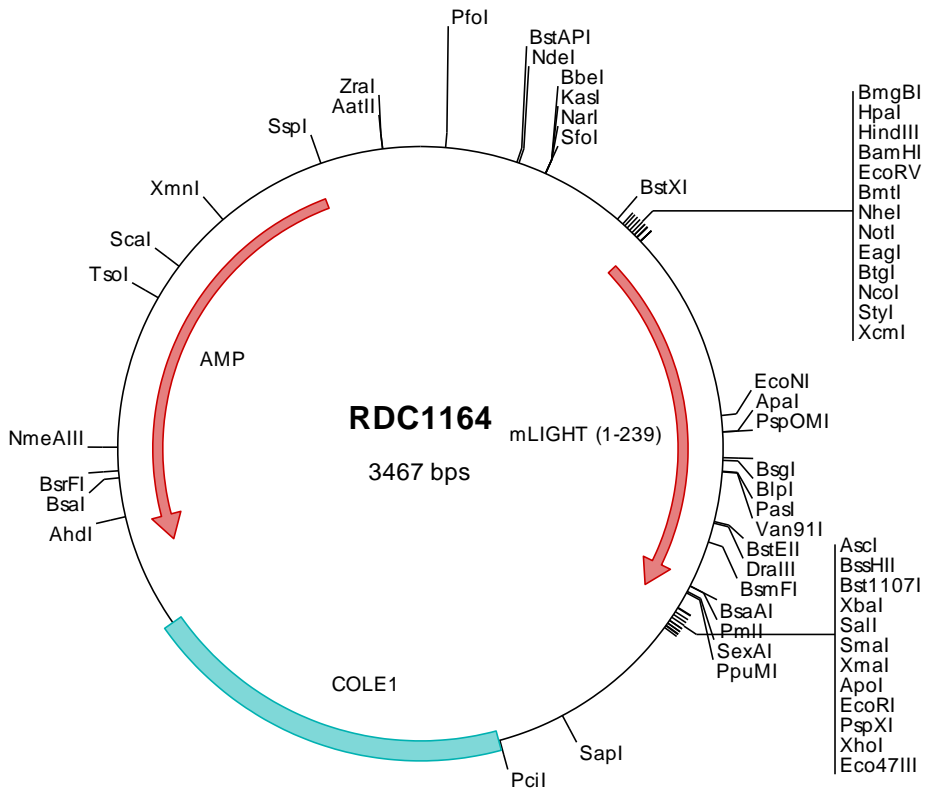 PfoI
BstAPI
NdeI
BbeI
KasI
NarI
SfoI
ZraI
AatII
SspI
XmnI
ScaI
TsoI
BstXI
BmgBI
HpaI
HindIII
BamHI
EcoRV
BmtI
NheI
NotI
EagI
BtgI
NcoI
StyI
XcmI
AMP
RDC1164
3467 bps
mLIGHT (1-239)
EcoNI
ApaI
PspOMI
NmeAIII
BsrFI
BsaI
AhdI
BsgI
BlpI
PasI
Van91I
BstEII
DraIII
BsmFI
BsaAI
PmlI
SexAI
PpuMI
AscI
BssHII
Bst1107I
XbaI
SalI
SmaI
XmaI
ApoI
EcoRI
PspXI
XhoI
Eco47III
COLE1
SapI
PciI